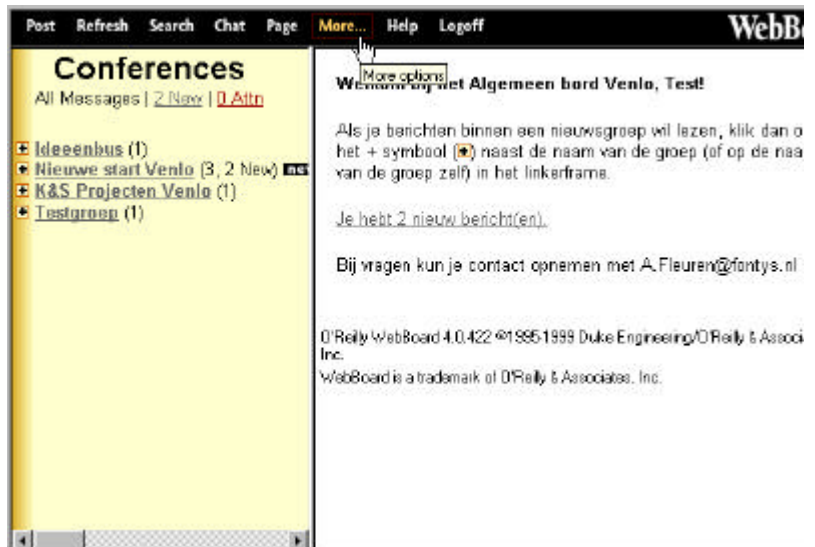 Post Refresh Search Chat Page More... Help Logoff WebBo
More options
Conferences
All Messages | 2 New | 0 Attn
Ideeenbus (1)
Nieuwe start Venlo (3, 2 New)
K&S Projecten Venlo (1)
Testgroep (1)
het Algemeen bord Venlo, Test!
Als je berichten binnen een nieuwsgroep wil lezen, klik dan o
het + symbool (+) naast de naam van de groep (of op de naa
van de groep zelf) in het linkerframe.
Je hebt 2 nieuw bericht(en).
Bij vragen kun je contact opnemen met A.Fleuren@fontys.nl
O'Reilly WebBoard 4.0.422 ©1995-1999 Duke Engineering/O'Reilly & Associ
Inc.
WebBoard is a trademark of O'Reilly & Associates, Inc.